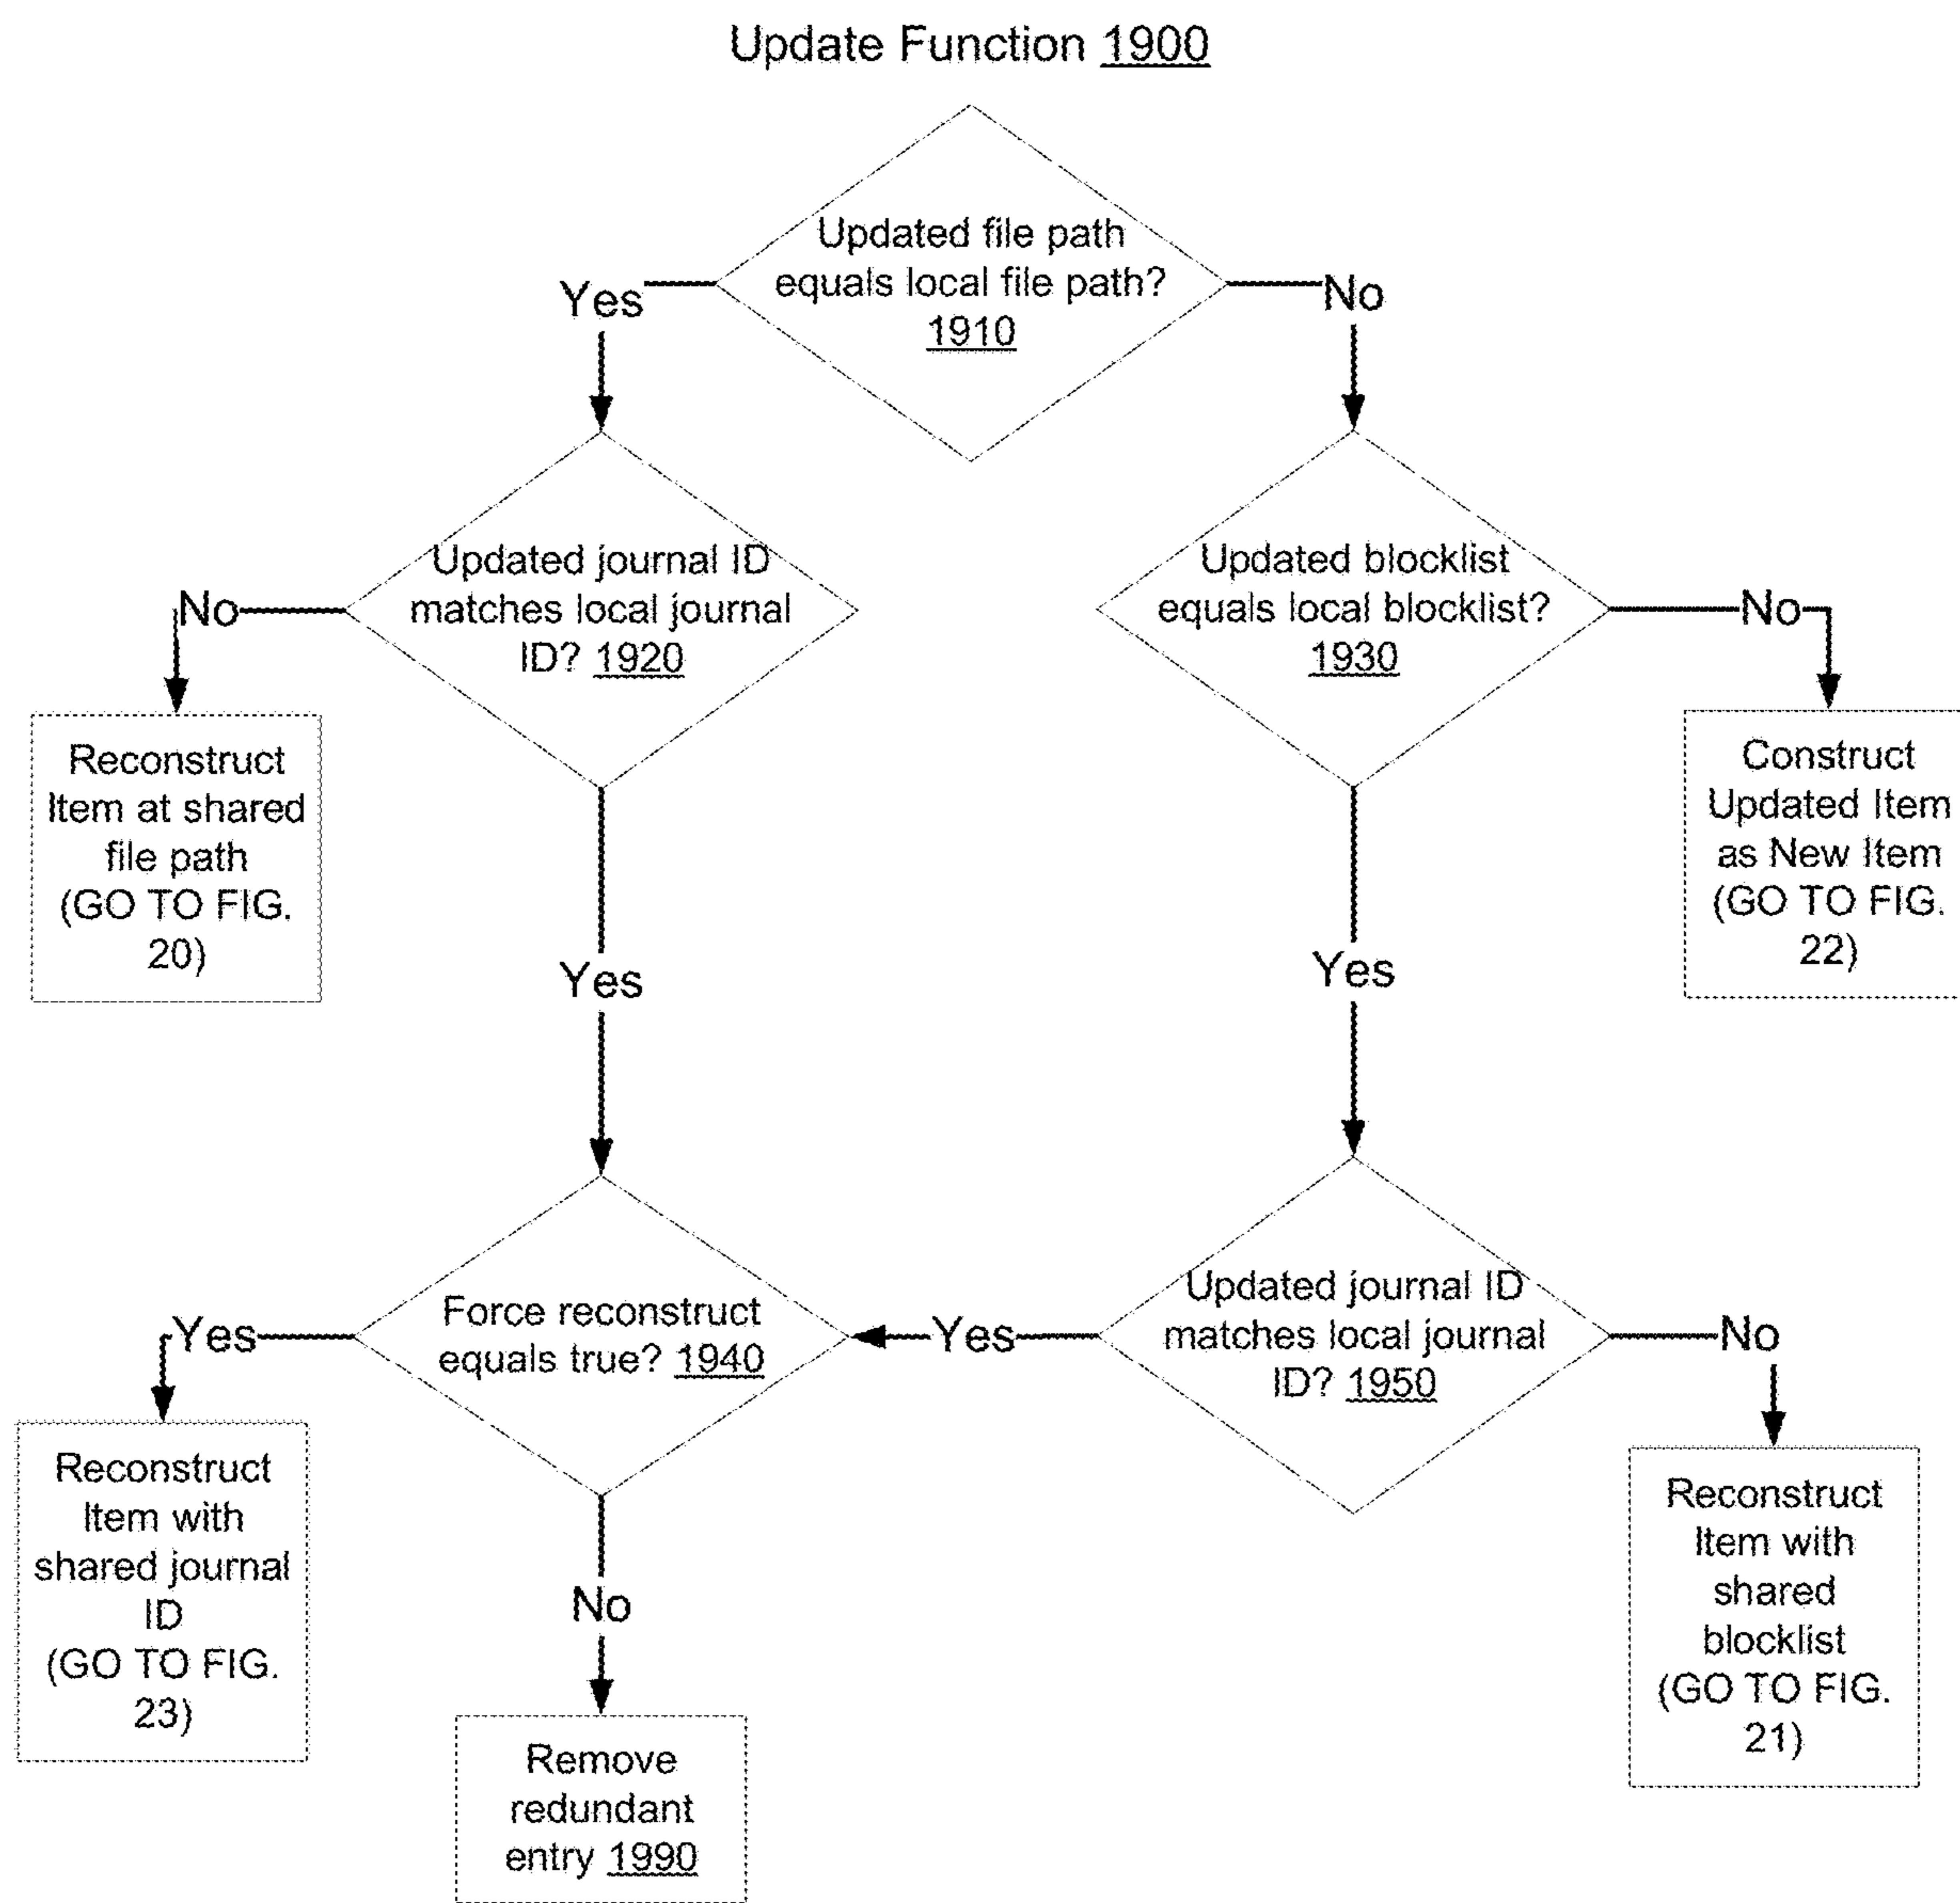 Update Function 1900
Updated file path
equals local file path?
1910
Yes
No
Updated journal ID
matches local journal
ID? 1920
Updated blocklist
equals local blocklist?
1930
No
No
Reconstruct
Item at shared
file path
(GO TO FIG.
20)
Construct
Updated Item
as New Item
(GO TO FIG.
22)
Yes
Yes
Force reconstruct
equals true? 1940
Updated journal ID
matches local journal
ID? 1950
Yes
Yes
No
Reconstruct
Item with
shared journal
ID
(GO TO FIG.
23)
No
Reconstruct
Item with
shared
blocklist
(GO TO FIG.
21)
Remove
redundant
entry 1990